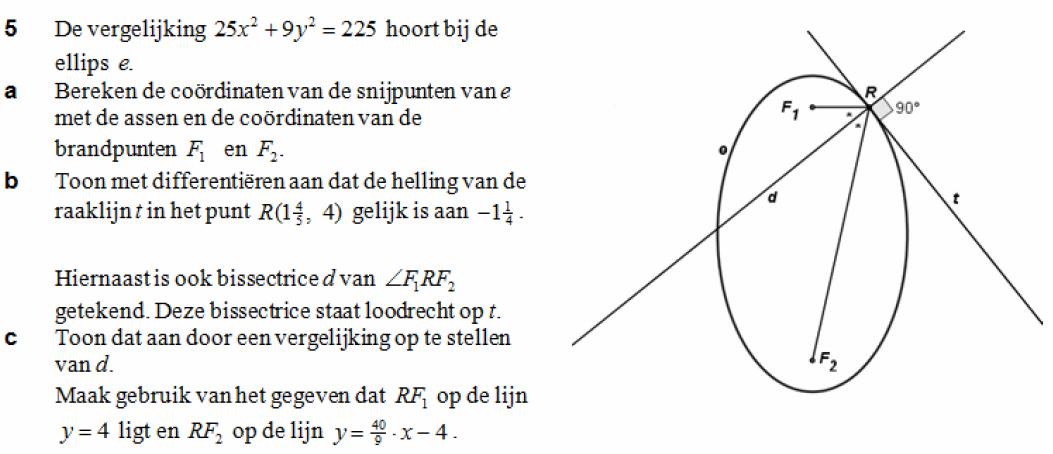 5 De vergelijking 25x² + 9y² = 225 hoort bij de
ellips e.
a Bereken de coördinaten van de snijpunten van e
met de assen en de coördinaten van de
brandpunten F₁ en F₂.
b Toon met differentiëren aan dat de helling van de
raaklijn t in het punt R(1⅘, 4) gelijk is aan −1¼.
Hiernaast is ook bissectrice d van ∠F₁RF₂
getekend. Deze bissectrice staat loodrecht op t.
c Toon dat aan door een vergelijking op te stellen
van d.
Maak gebruik van het gegeven dat RF₁ op de lijn
y = 4 ligt en RF₂ op de lijn y = 40/9 · x − 4.
R
F₁
90°
e
d
t
F₂